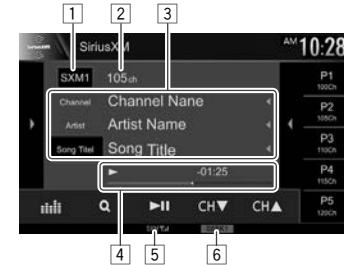 1 2 3
SiriusXM AM 10:28
SXM1 105ch P1
100Ch
Channel Channel Nane P2
105Ch
Artist Artist Name P3
110Ch
Song Titel Song Title P4
115Ch
-01:25
CH▼ CH▲ P5
120Ch
4 5 6